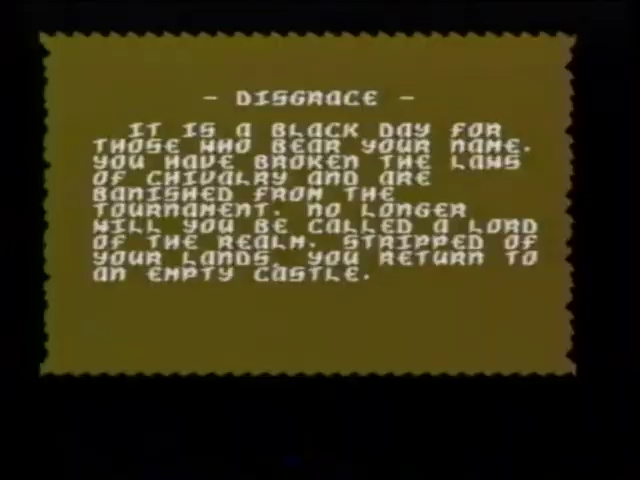 - DISGRACE -
IT IS A BLACK DAY FOR
THOSE WHO BEAR YOUR NAME.
YOU HAVE BROKEN THE LAWS
OF CHIVALRY AND ARE
BANISHED FROM THE
TOURNAMENT. NO LONGER
WILL YOU BE CALLED A LORD
OF THE REALM. STRIPPED OF
YOUR LANDS, YOU RETURN TO
AN EMPTY CASTLE.